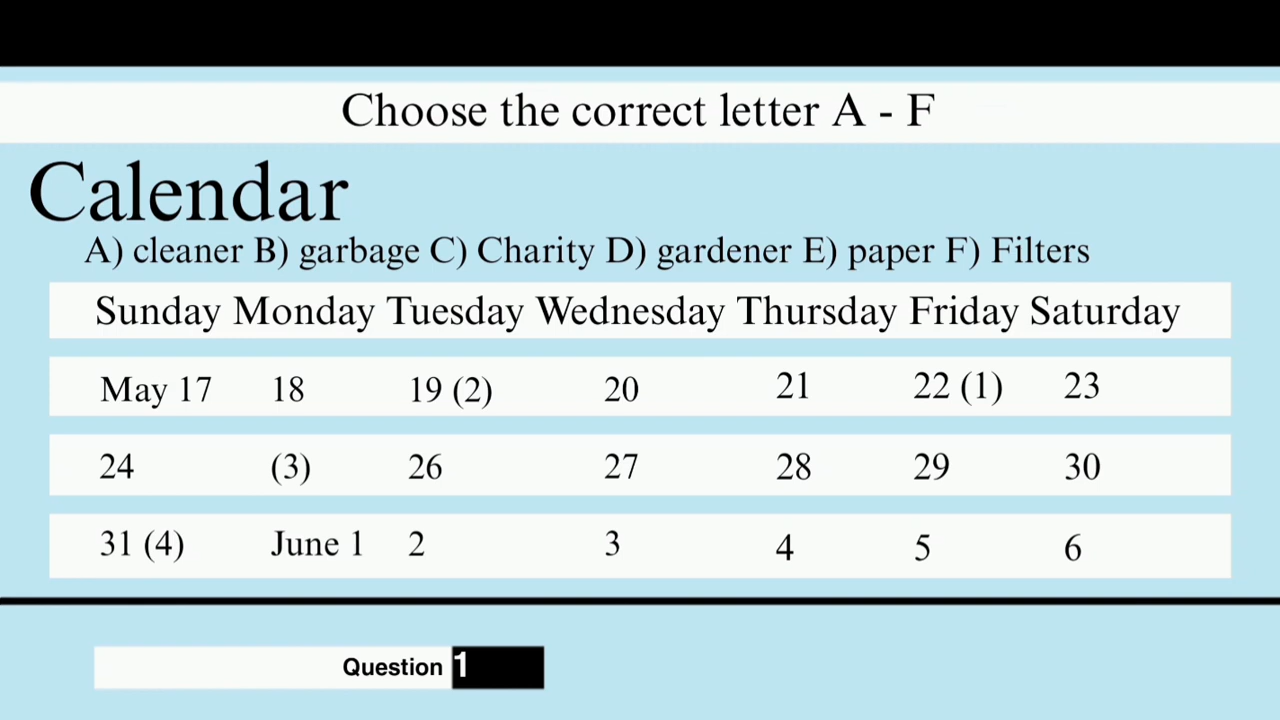 Choose the correct letter A - F
Calendar
A) cleaner B) garbage C) Charity D) gardener E) paper F) Filters
Sunday Monday Tuesday Wednesday Thursday Friday Saturday
May 17 18 19 (2) 20 21 22 (1) 23
24 (3) 26 27 28 29 30
31 (4) June 1 2 3 4 5 6
Question 1